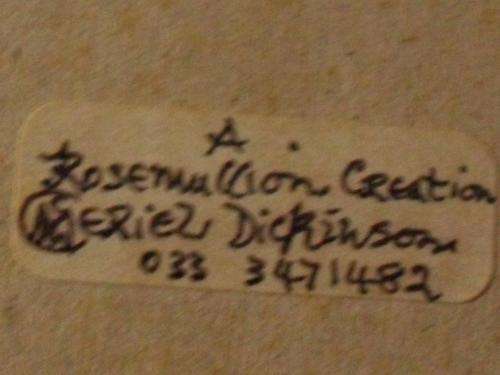 A
Rosemullion Creation
Meriel Dickinson
033 3471482